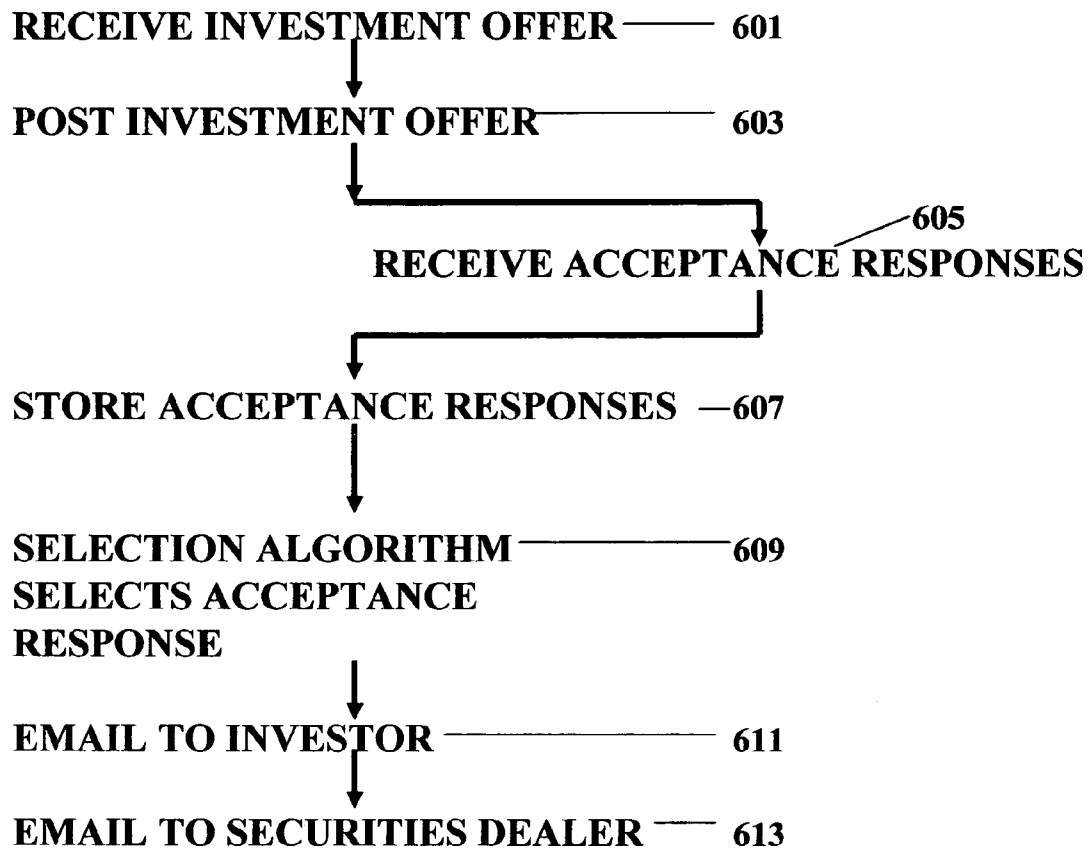 RECEIVE INVESTMENT OFFER 601
POST INVESTMENT OFFER 603
605
RECEIVE ACCEPTANCE RESPONSES
STORE ACCEPTANCE RESPONSES 607
SELECTION ALGORITHM 609
SELECTS ACCEPTANCE
RESPONSE
EMAIL TO INVESTOR 611
EMAIL TO SECURITIES DEALER 613